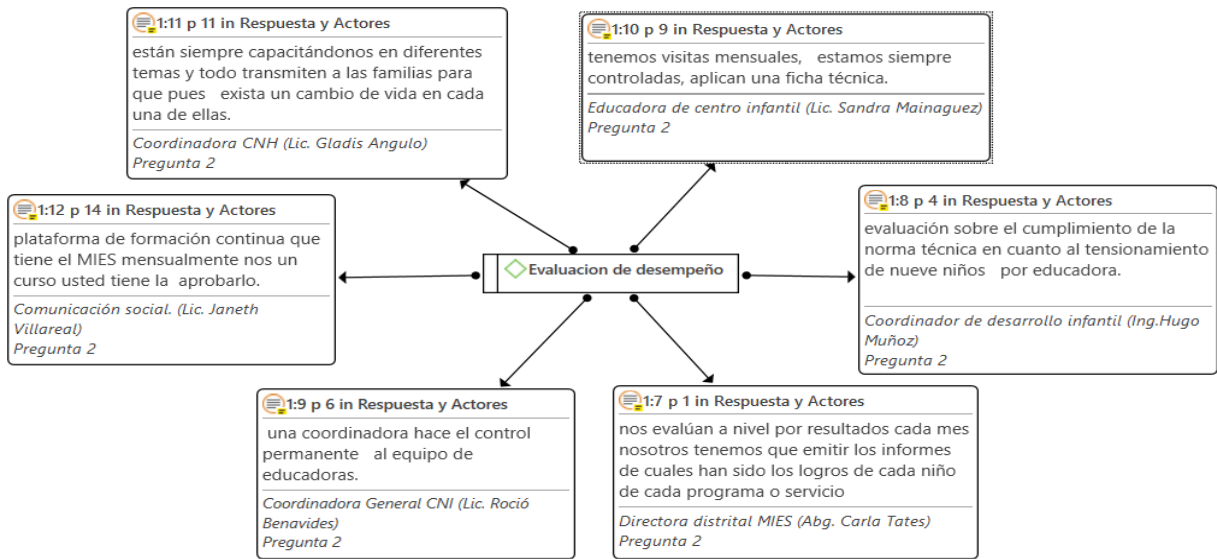 1:11 p 11 in Respuesta y Actores
están siempre capacitándonos en diferentes
temas y todo transmiten a las familias para
que pues exista un cambio de vida en cada
una de ellas.
Coordinadora CNH (Lic. Gladis Angulo)
Pregunta 2
1:10 p 9 in Respuesta y Actores
tenemos visitas mensuales, estamos siempre
controladas, aplican una ficha técnica.
Educadora de centro infantil (Lic. Sandra Mainaguez)
Pregunta 2
1:12 p 14 in Respuesta y Actores
plataforma de formación continua que
tiene el MIES mensualmente nos un
curso usted tiene la aprobarlo.
Comunicación social. (Lic. Janeth
Villareal)
Pregunta 2
Evaluacion de desempeño
1:8 p 4 in Respuesta y Actores
evaluación sobre el cumplimiento de la
norma técnica en cuanto al tensionamiento
de nueve niños por educadora.
Coordinador de desarrollo infantil (Ing.Hugo
Muñoz)
Pregunta 2
1:9 p 6 in Respuesta y Actores
una coordinadora hace el control
permanente al equipo de
educadoras.
Coordinadora General CNI (Lic. Roció
Benavides)
Pregunta 2
1:7 p 1 in Respuesta y Actores
nos evalúan a nivel por resultados cada mes
nosotros tenemos que emitir los informes
de cuales han sido los logros de cada niño
de cada programa o servicio
Directora distrital MIES (Abg. Carla Tates)
Pregunta 2